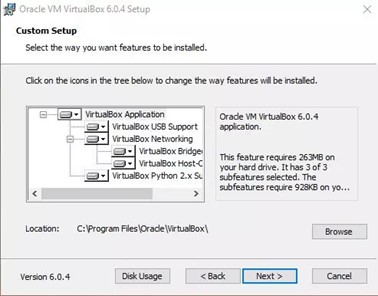 Oracle VM VirtualBox 6.0.4 Setup
Custom Setup
Select the way you want features to be installed.
Click on the icons in the tree below to change the way features will be installed.
VirtualBox Application
VirtualBox USB Support
VirtualBox Networking
VirtualBox Bridge
VirtualBox Host-C
VirtualBox Python 2.x Su
Oracle VM VirtualBox 6.0.4
application.
This feature requires 263MB on
your hard drive. It has 3 of 3
subfeatures selected. The
subfeatures require 928KB on yo...
Location: C:\Program Files\Oracle\VirtualBox\
Browse
Version 6.0.4
Disk Usage
< Back
Next >
Cancel